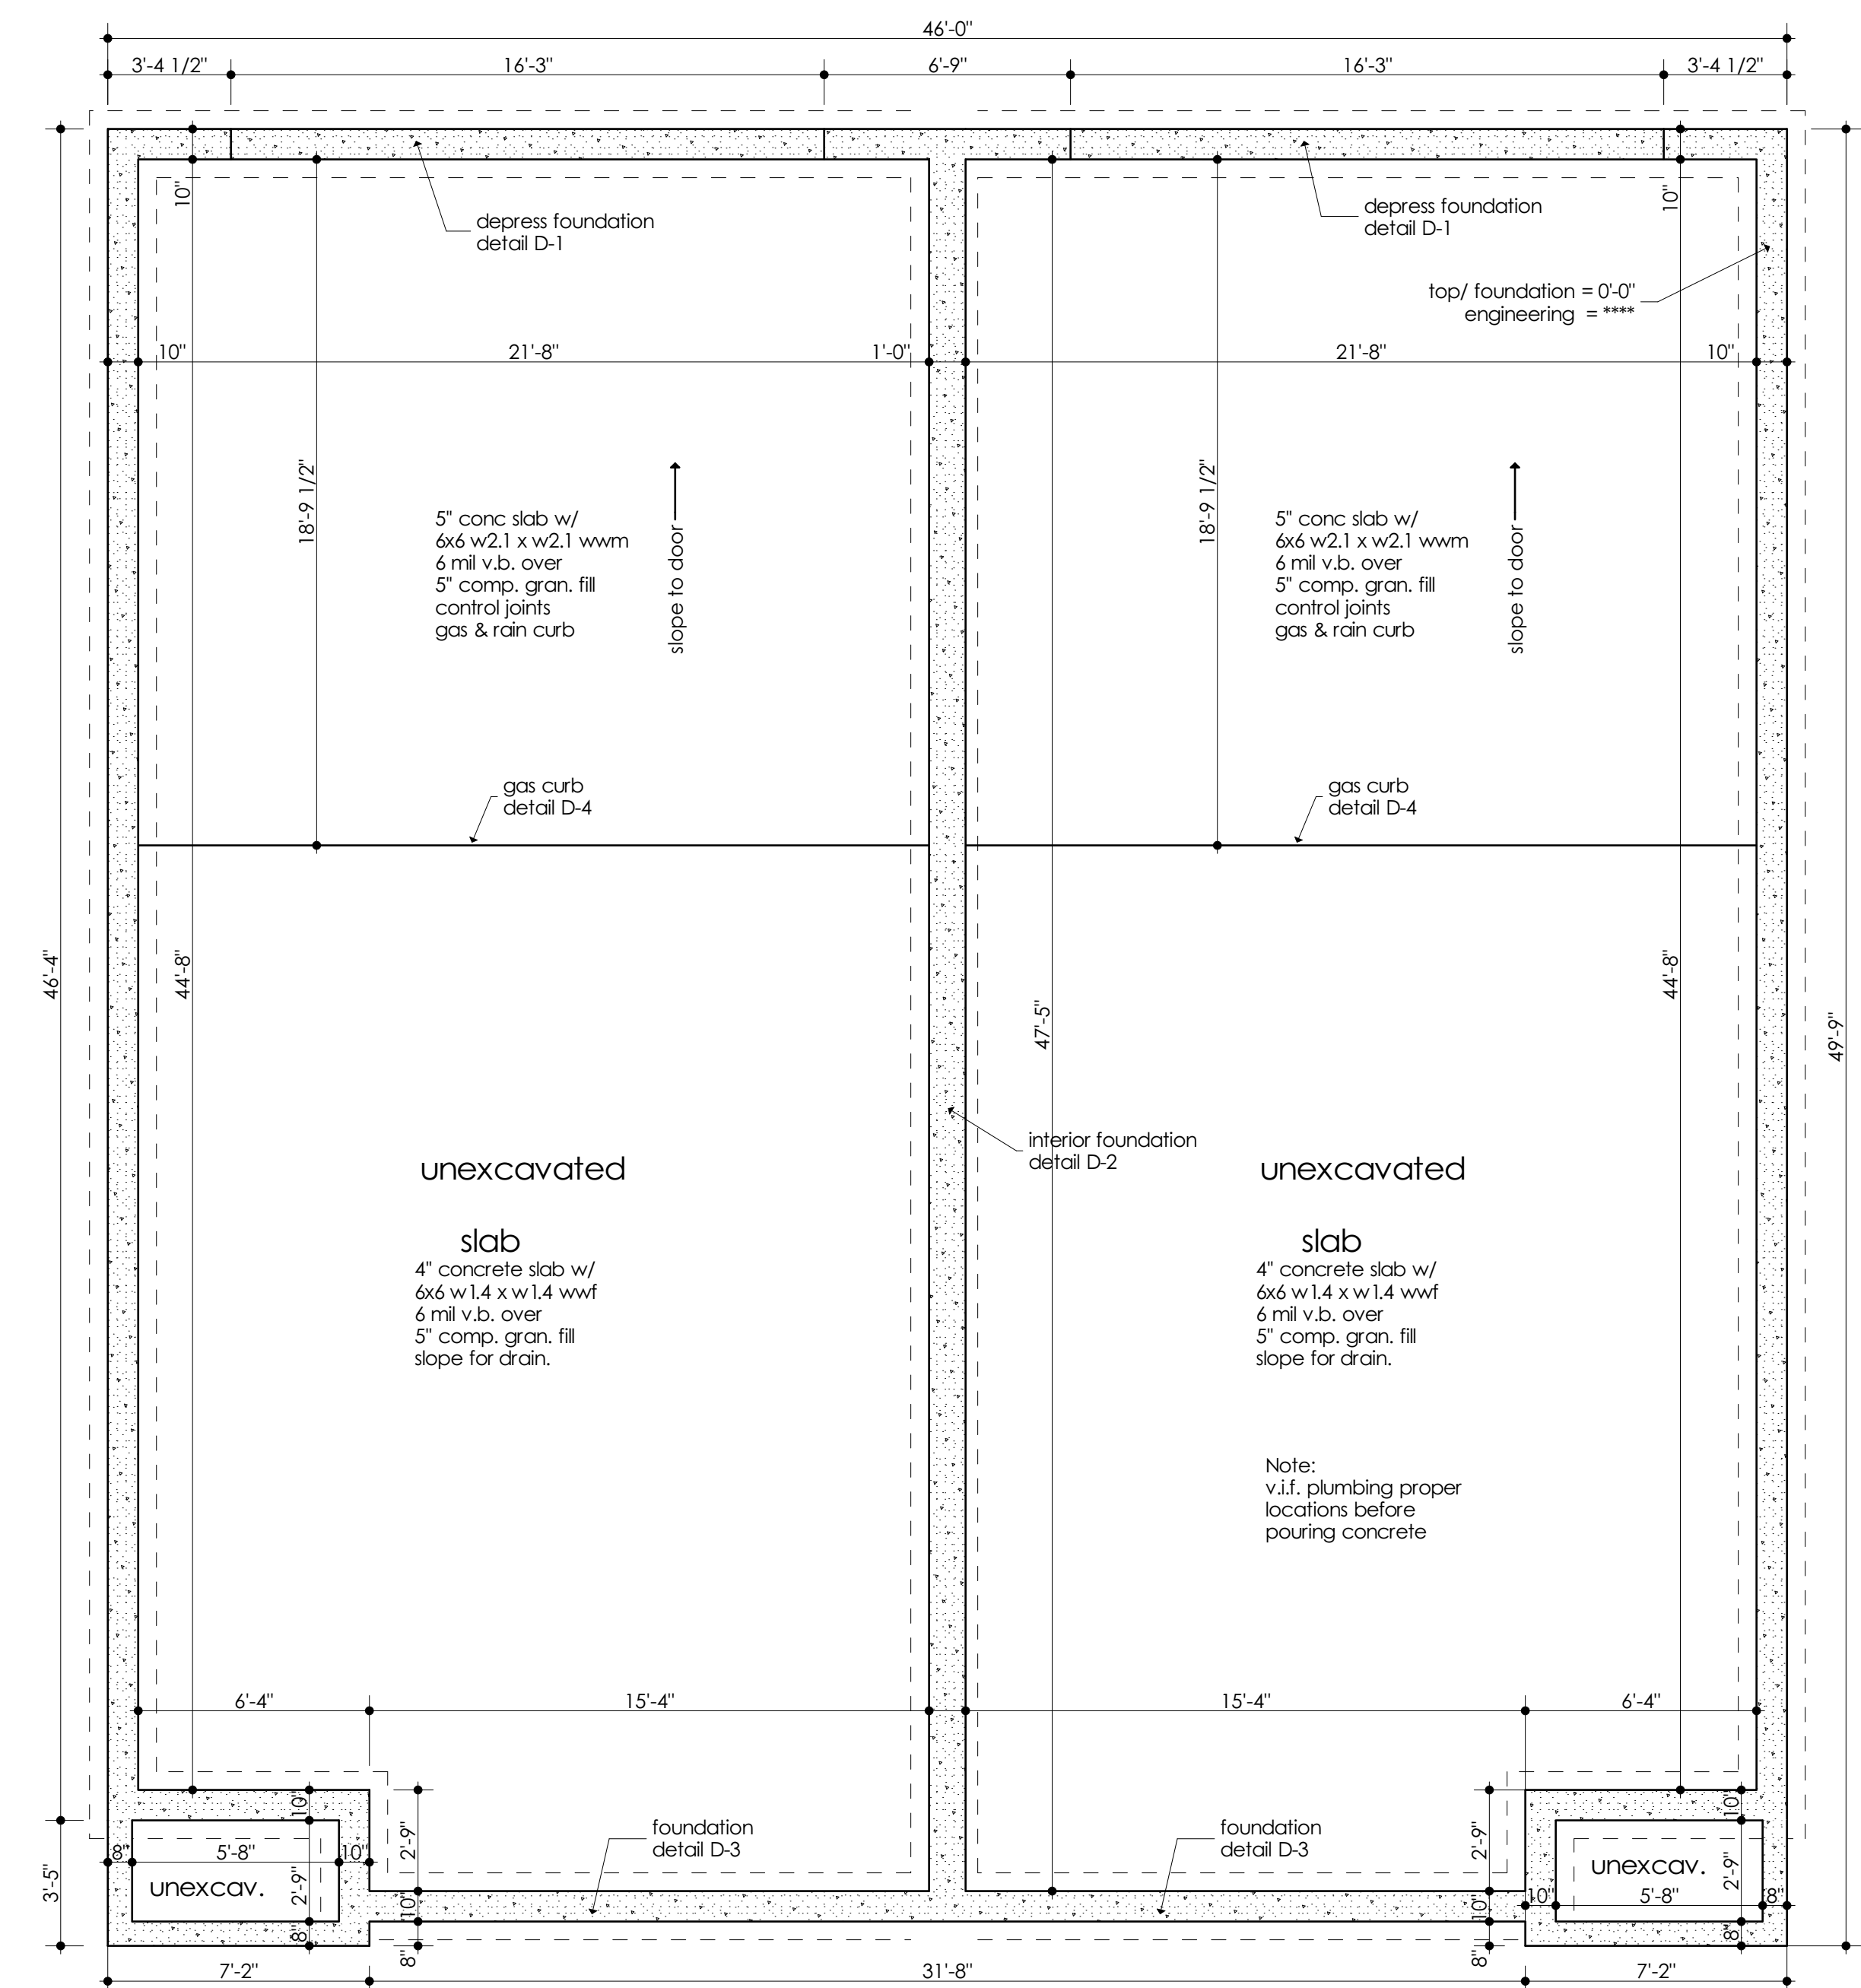 46'-0"
3'-4 1/2" 16'-3" 6'-9" 16'-3" 3'-4 1/2"
10" 10"
depress foundation
detail D-1
depress foundation
detail D-1
top/ foundation = 0'-0"
engineering = ****
10" 21'-8" 1'-0" 21'-8" 10"
18'-9 1/2"
18'-9 1/2"
5" conc slab w/
6x6 w2.1 x w2.1 wwm
6 mil v.b. over
5" comp. gran. fill
control joints
gas & rain curb
slope to door
5" conc slab w/
6x6 w2.1 x w2.1 wwm
6 mil v.b. over
5" comp. gran. fill
control joints
gas & rain curb
slope to door
gas curb
detail D-4
gas curb
detail D-4
46'-4"
44'-8"
47'-5"
44'-8"
49'-9"
interior foundation
detail D-2
unexcavated
unexcavated
slab
4" concrete slab w/
6x6 w1.4 x w1.4 wwf
6 mil v.b. over
5" comp. gran. fill
slope for drain.
slab
4" concrete slab w/
6x6 w1.4 x w1.4 wwf
6 mil v.b. over
5" comp. gran. fill
slope for drain.
Note:
v.i.f. plumbing proper
locations before
pouring concrete
6'-4" 15'-4" 15'-4" 6'-4"
10"
10"
foundation
detail D-3
foundation
detail D-3
2'-9"
2'-9"
3'-5"
8" 5'-8" 10"
unexcav.
2'-9"
8"
10"
8"
unexcav.
2'-9"
10" 5'-8" 8"
10"
8"
8"
7'-2" 31'-8" 7'-2"